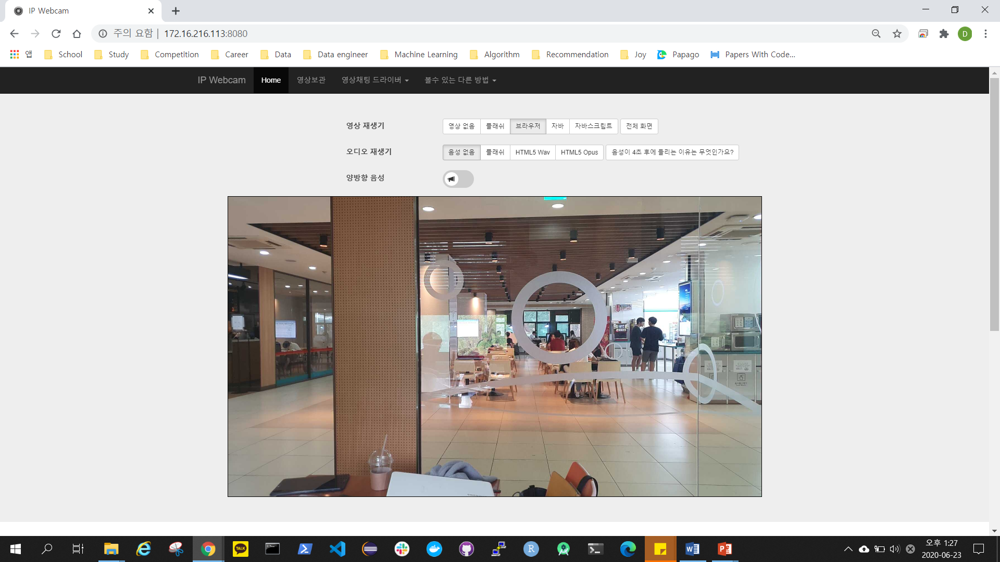 IP Webcam
주의 요함 | 172.16.216.113:8080
앱 School Study Competition Career Data Data engineer Machine Learning Algorithm Recommendation Joy Papago Papers With Code...
IP Webcam Home 영상보관 영상채팅 드라이버 볼수 있는 다른 방법
영상 재생기 영상 없음 플래쉬 브라우저 자바 자바스크립트 전체 화면
오디오 재생기 음성 없음 플래쉬 HTML5 Wav HTML5 Opus 음성이 4초 후에 들리는 이유는 무엇인가요?
양방향 음성
오후 1:27
2020-06-23